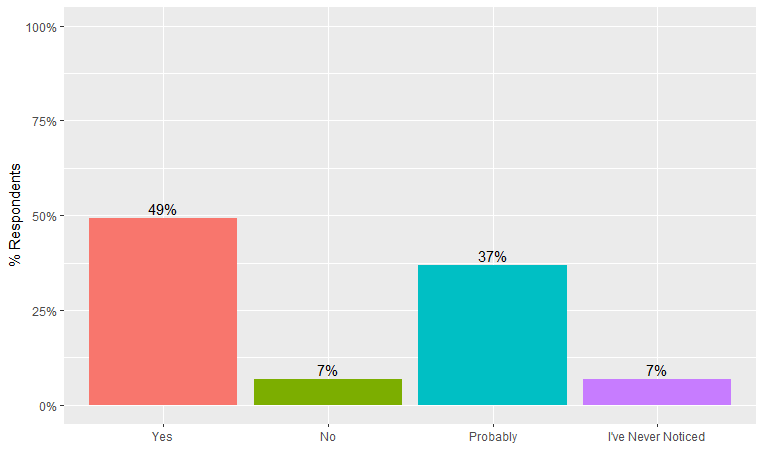 100%
75%
50%
25%
0%
% Respondents
49%
7%
37%
7%
Yes
No
Probably
I've Never Noticed